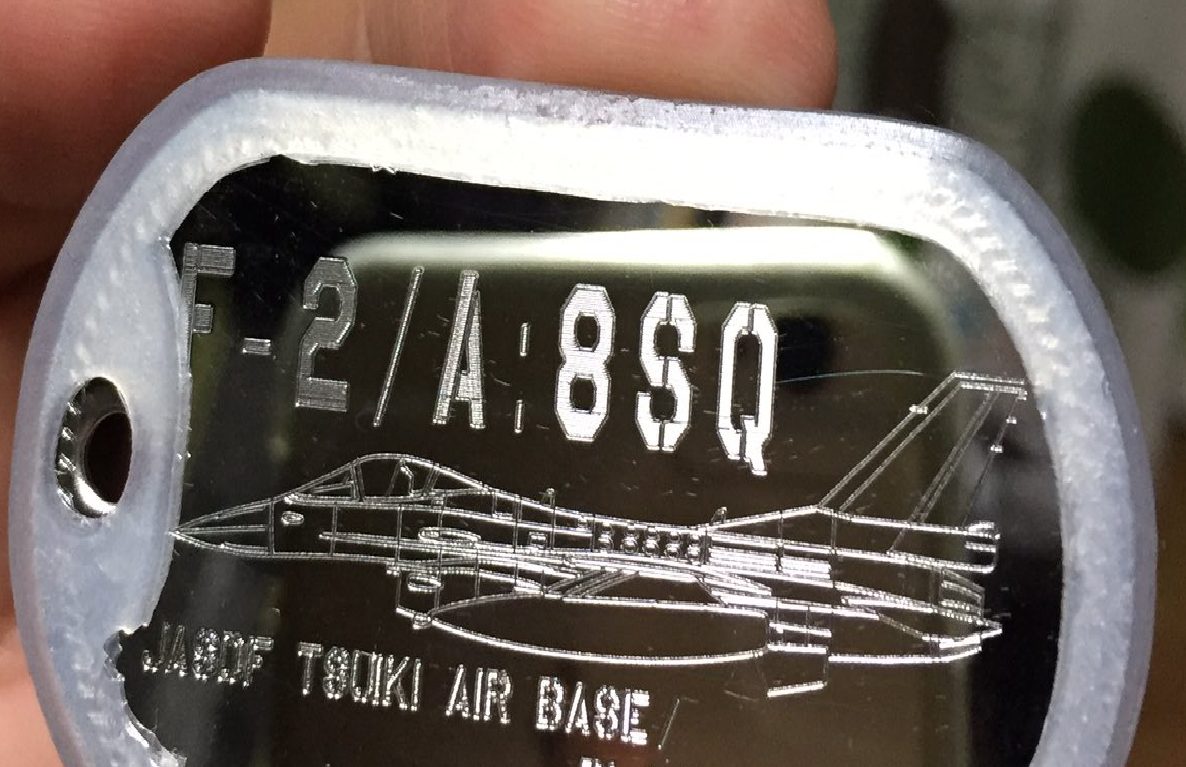 F-2/A:8SQ
JASDF TSUIKI AIR BASE/